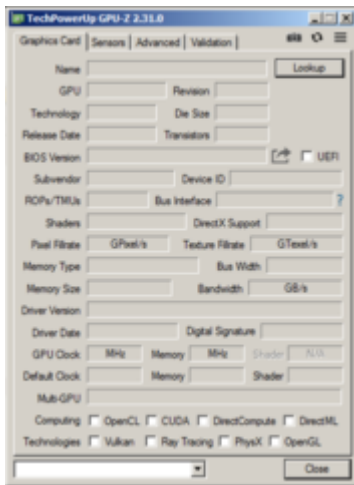 TechPowerUp GPU-Z 2.31.0
Graphics Card Sensors Advanced Validation
Name Lookup
GPU Revision
Technology Die Size
Release Date Transistors
BIOS Version UEFI
Subvendor Device ID
ROPs/TMUs Bus Interface ?
Shaders DirectX Support
Pixel Fillrate GPixel/s Texture Fillrate GTexel/s
Memory Type Bus Width
Memory Size Bandwidth GB/s
Driver Version
Driver Date Digital Signature
GPU Clock MHz Memory MHz Shader N/A
Default Clock Memory Shader
Multi-GPU
Computing OpenCL CUDA DirectCompute DirectML
Technologies Vulkan Ray Tracing PhysX OpenGL
Close